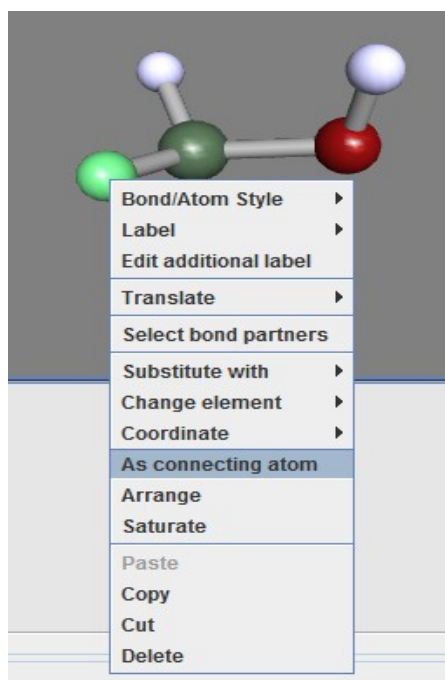 Bond/Atom Style
Label
Edit additional label
Translate
Select bond partners
Substitute with
Change element
Coordinate
As connecting atom
Arrange
Saturate
Paste
Copy
Cut
Delete